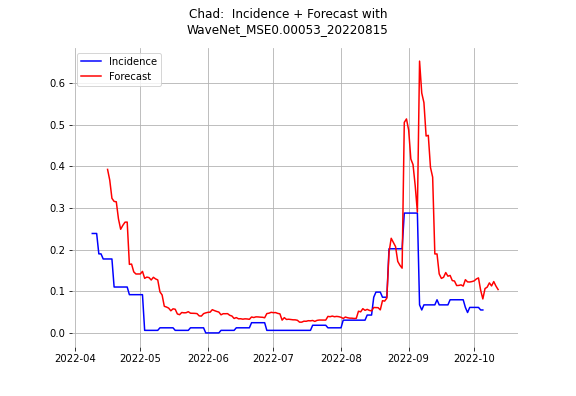 Chad:  Incidence + Forecast with
WaveNet_MSE0.00053_20220815
Incidence
Forecast
0.6
0.5
0.4
0.3
0.2
0.1
0.0
2022-04 2022-05 2022-06 2022-07 2022-08 2022-09 2022-10